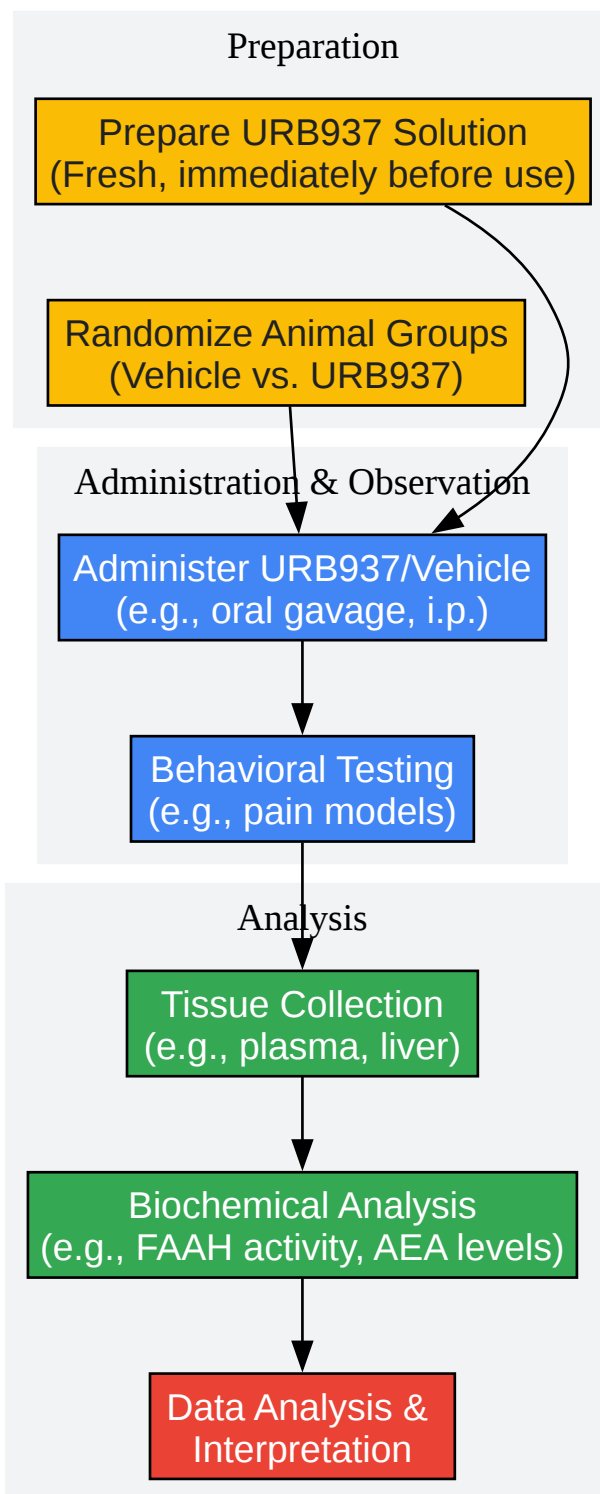 Preparation
Prepare URB937 Solution
(Fresh, immediately before use)
Randomize Animal Groups
(Vehicle vs. URB937)
Administration & Observation
Administer URB937/Vehicle
(e.g., oral gavage, i.p.)
Behavioral Testing
(e.g., pain models)
Analysis
Tissue Collection
(e.g., plasma, liver)
Biochemical Analysis
(e.g., FAAH activity, AEA levels)
Data Analysis &
Interpretation